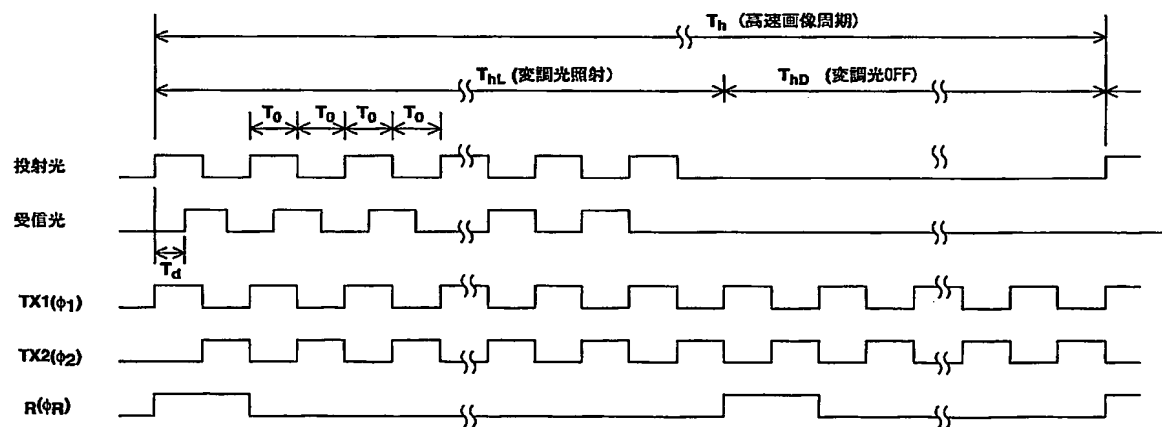 Th (高速画像周期)
ThL (変調光照射)
ThD (変調光OFF)
T0 T0 T0 T0
投射光
受信光
Td
TX1(φ1)
TX2(φ2)
R(φR)